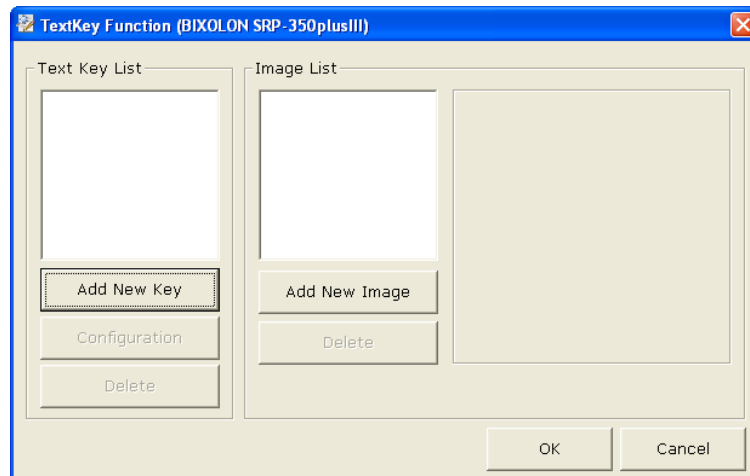 TextKey Function (BIXOLON SRP-350plusIII)
Text Key List
Image List
Add New Key
Add New Image
Configuration
Delete
Delete
OK
Cancel